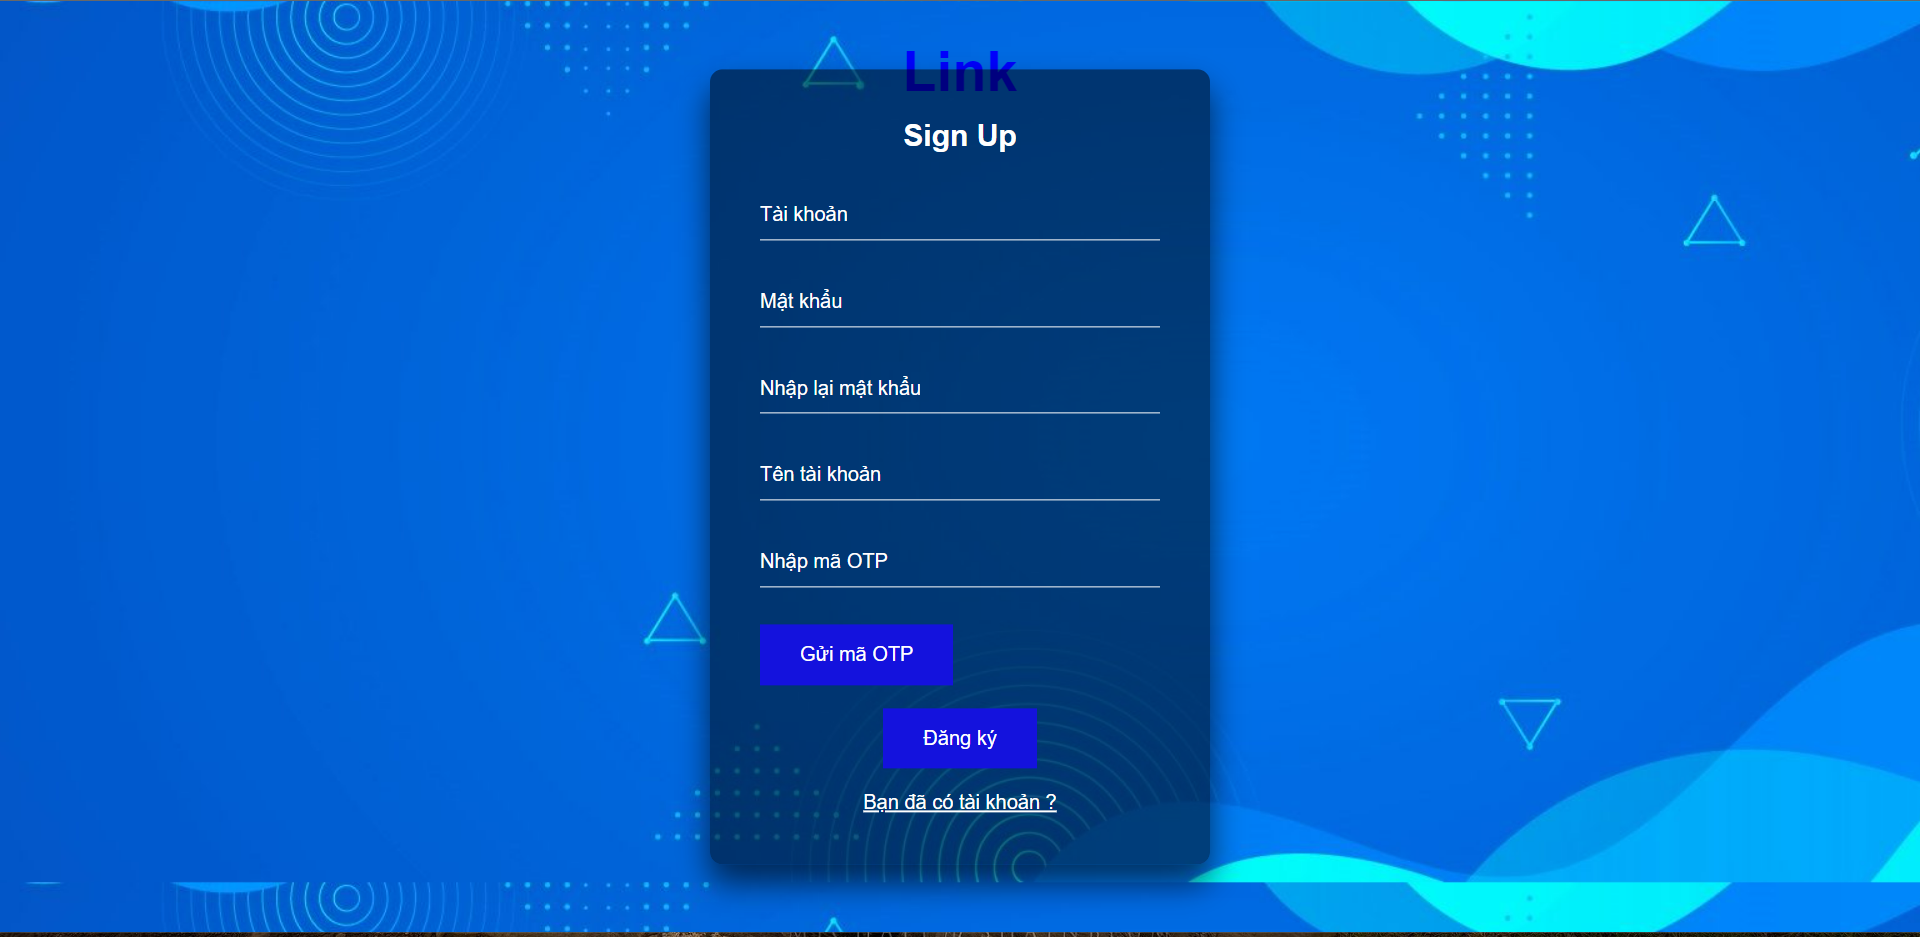 Link
Sign Up
Tài khoản
Mật khẩu
Nhập lại mật khẩu
Tên tài khoản
Nhập mã OTP
Gửi mã OTP
Đăng ký
Bạn đã có tài khoản ?